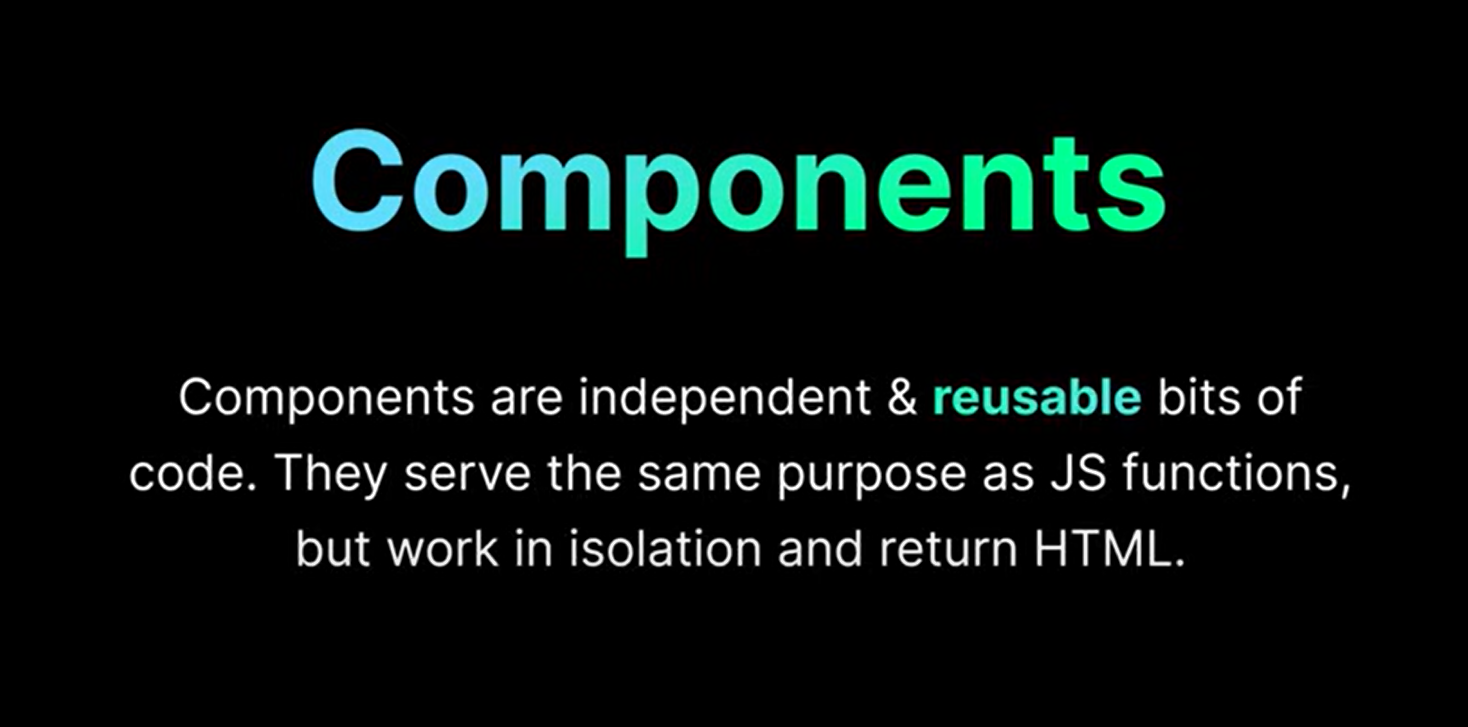 Components
Components are independent & reusable bits of
code. They serve the same purpose as JS functions,
but work in isolation and return HTML.